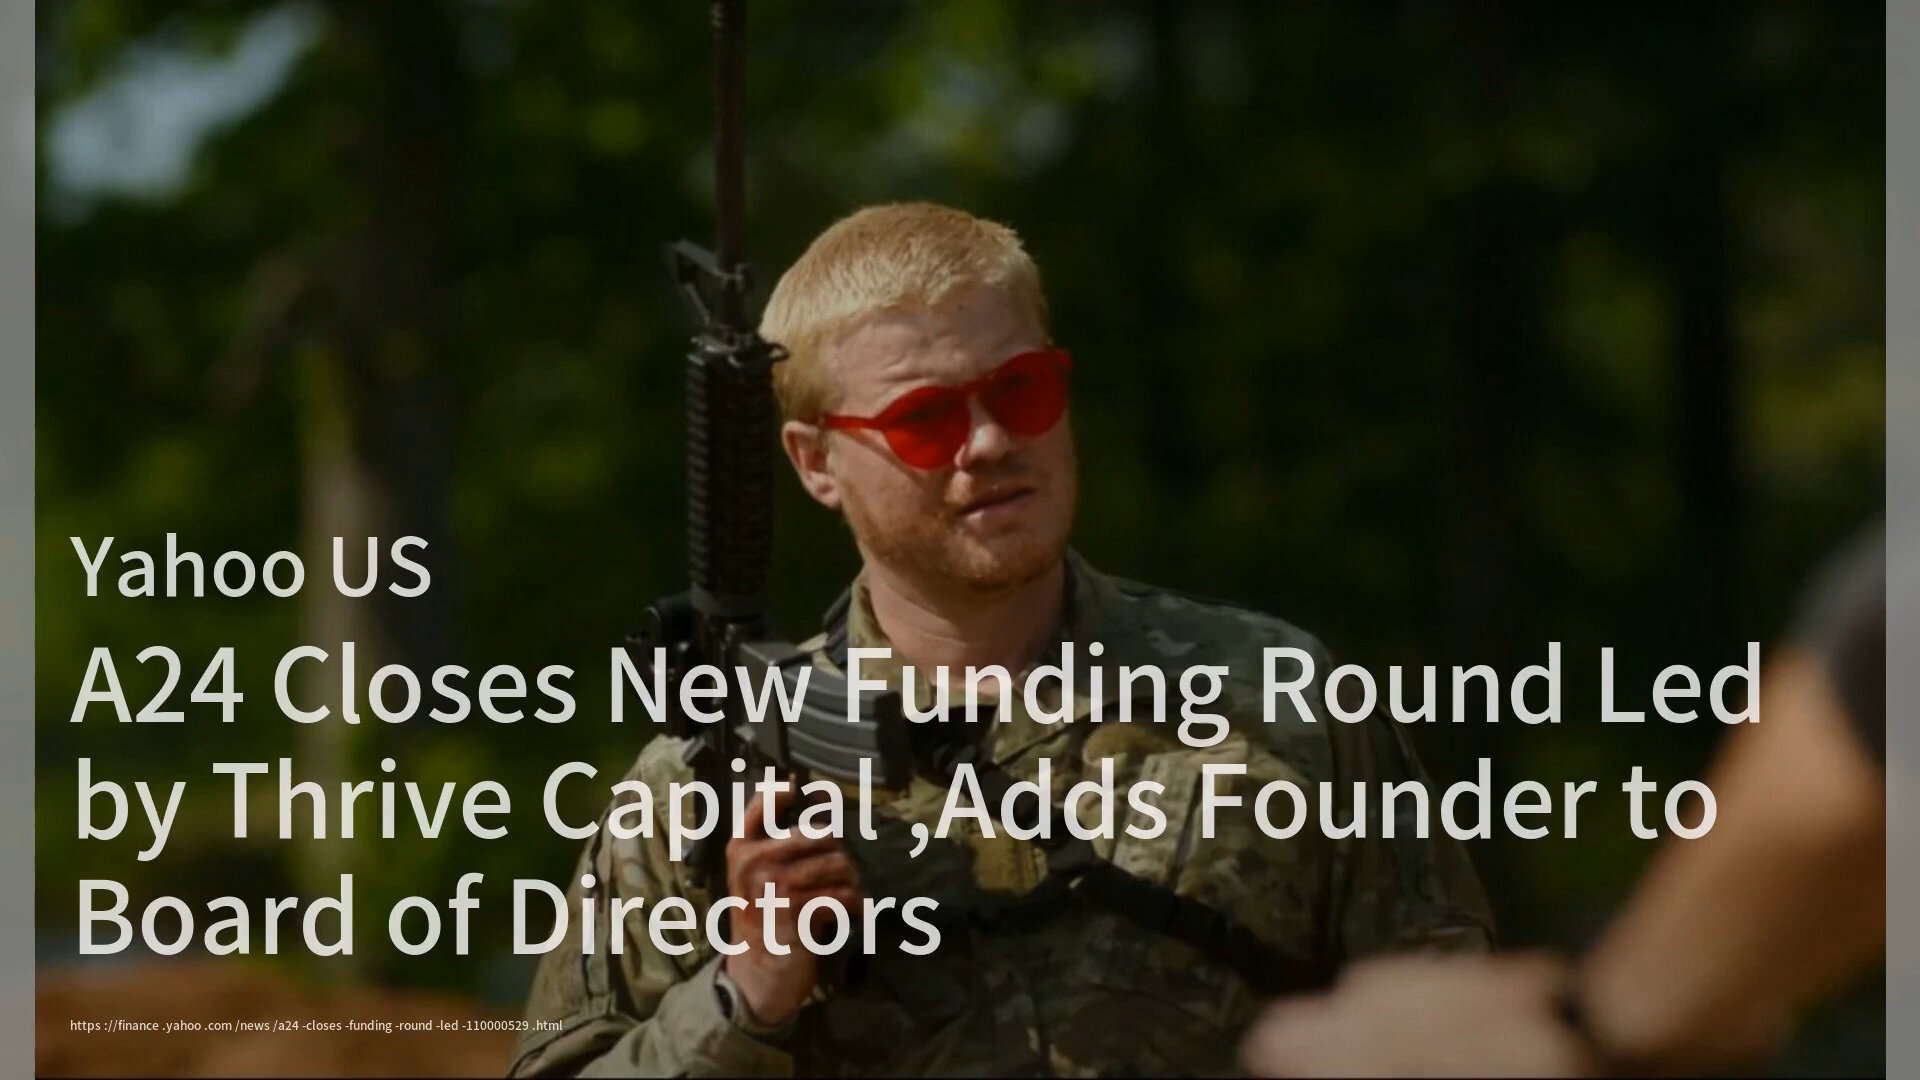 Yahoo US
A24 Closes New Funding Round Led
by Thrive Capital ,Adds Founder to
Board of Directors
https ://finance .yahoo .com /news /a24 -closes -funding -round -led -110000529 .html